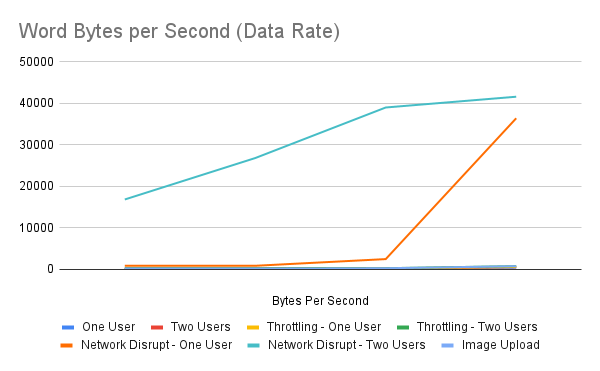 Word Bytes per Second (Data Rate)
50000
40000
30000
20000
10000
0
Bytes Per Second
One User Two Users Throttling - One User Throttling - Two Users
Network Disrupt - One User Network Disrupt - Two Users Image Upload